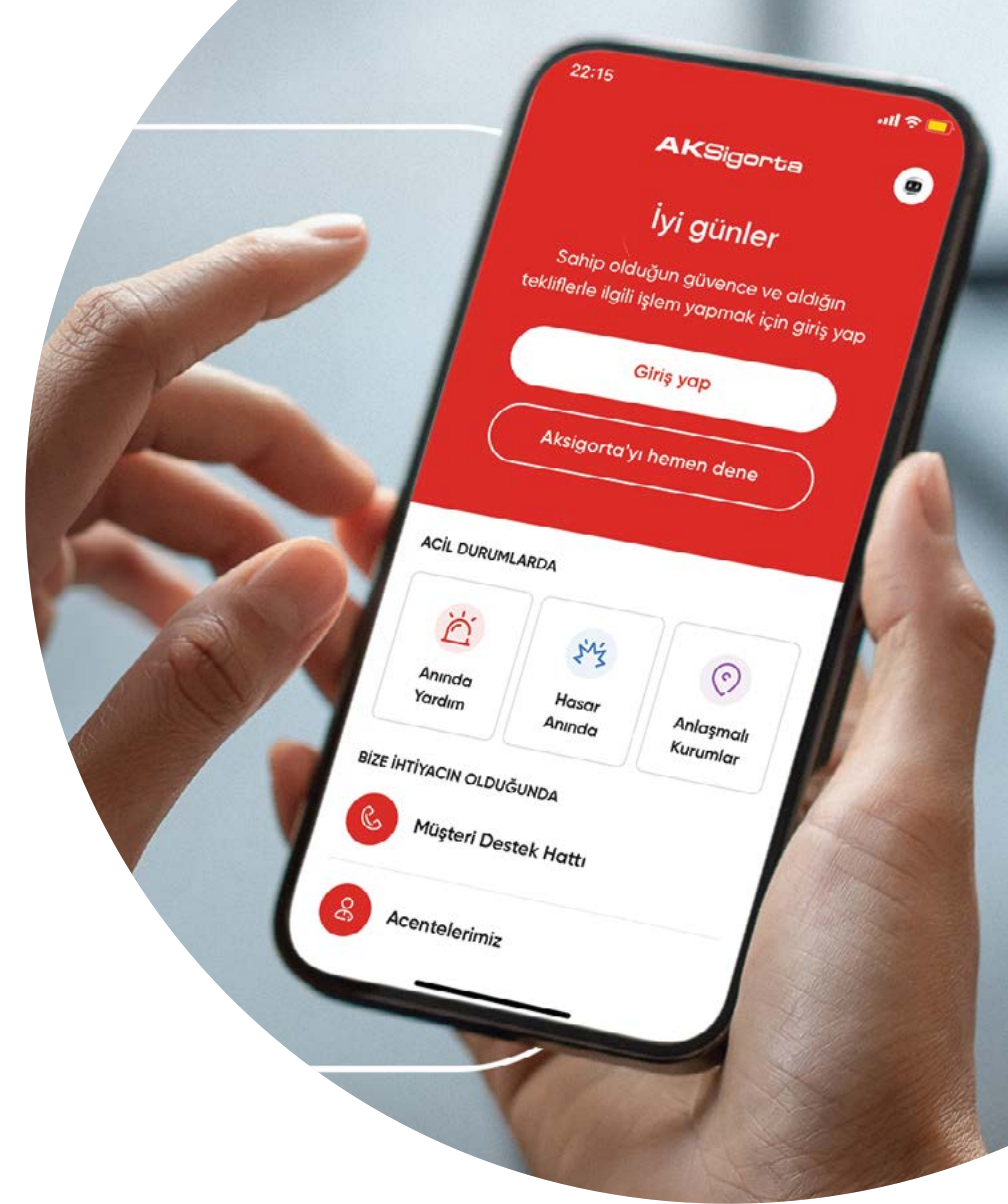 22:15
AKSigorta
İyi günler
Sahip olduğun güvence ve aldığın
tekliflerle ilgili işlem yapmak için giriş yap
Giriş yap
Aksigorta'yı hemen dene
ACİL DURUMLARDA
Anında
Yardım
Hasar
Anında
Anlaşmalı
Kurumlar
BİZE İHTİYACIN OLDUĞUNDA
Müşteri Destek Hattı
Acentelerimiz